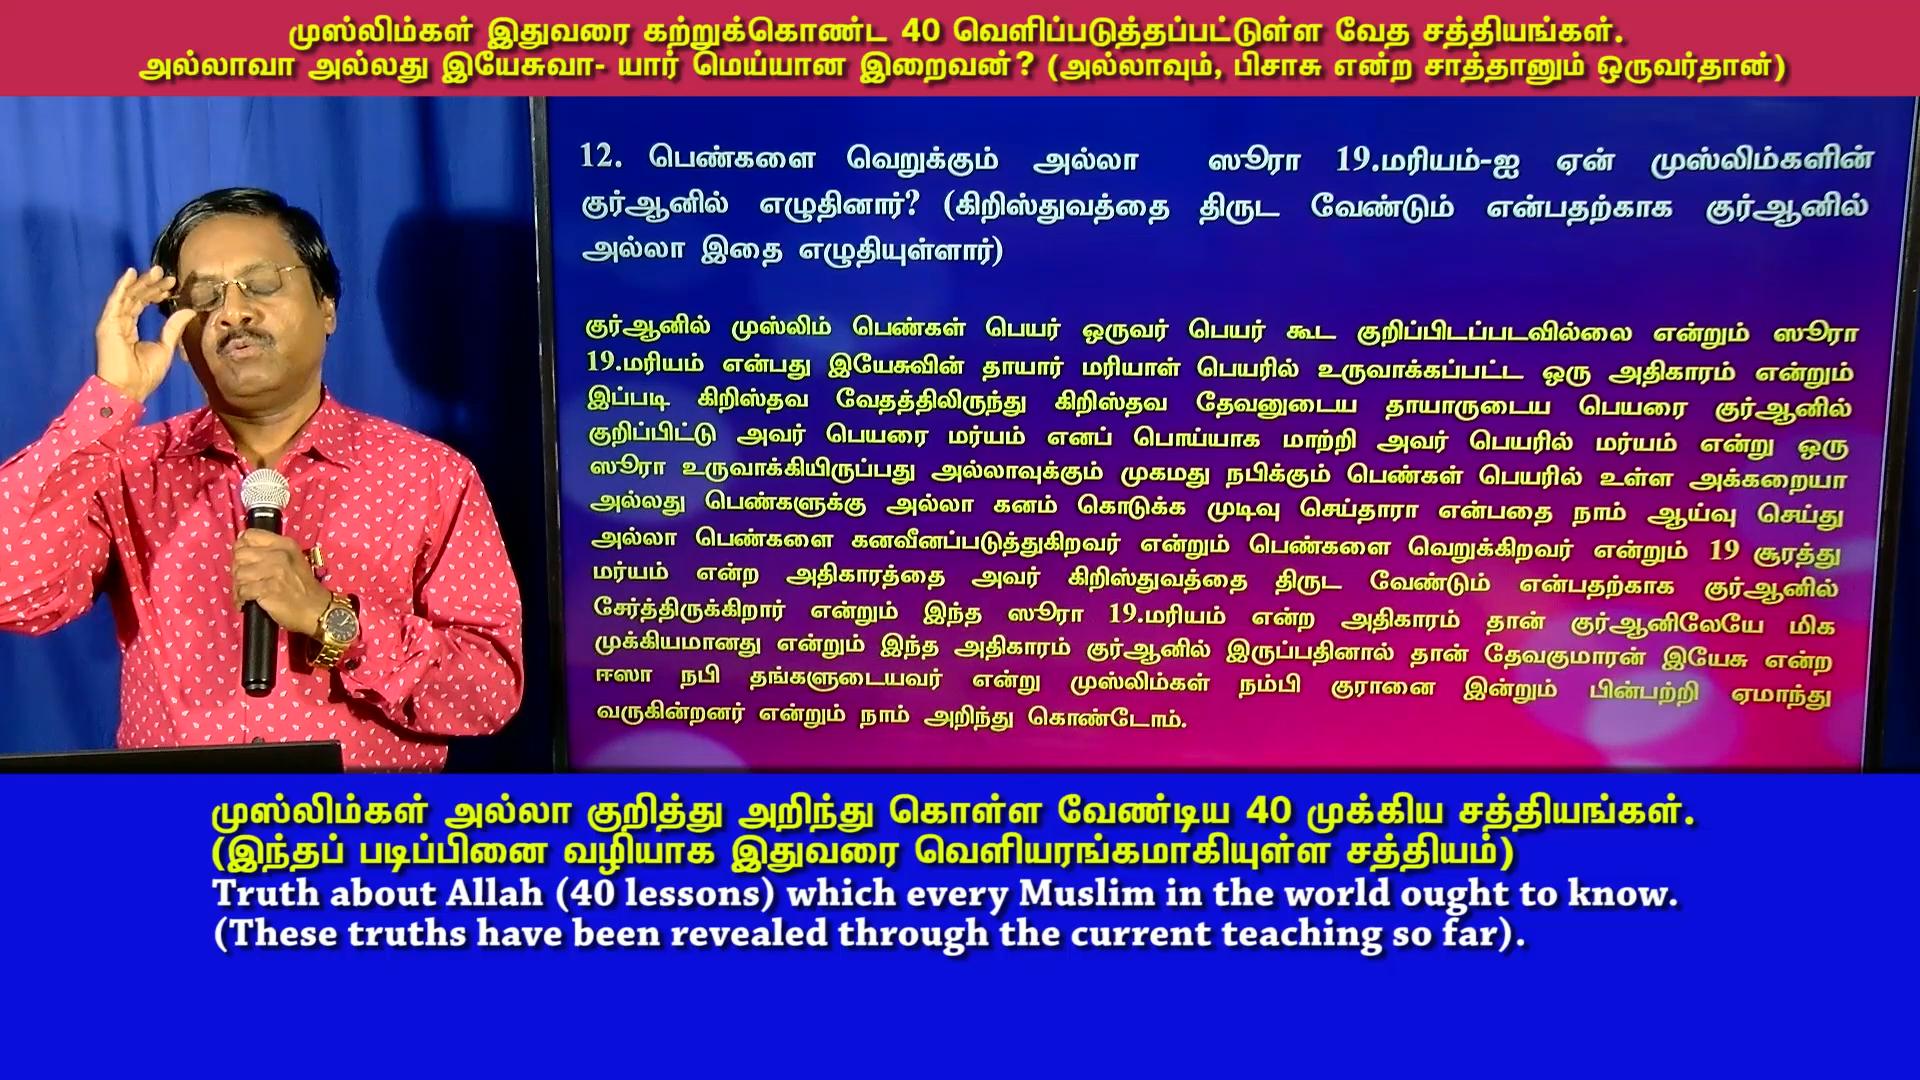 முஸ்லிம்கள் இதுவரை கற்றுக்கொண்ட 40 வெளிப்படுத்தப்பட்டுள்ள வேத சத்தியங்கள்.
அல்லாவா அல்லது இயேசுவா- யார் மெய்யான இறைவன்? (அல்லாவும், பிசாசு என்ற சாத்தானும் ஒருவர்தான்)
12. பெண்களை வெறுக்கும் அல்லா ஸூரா 19.மரியம்-ஐ ஏன் முஸ்லிம்களின்
குர்ஆனில் எழுதினார்? (கிறிஸ்துவத்தை திருட வேண்டும் என்பதற்காக குர்ஆனில்
அல்லா இதை எழுதியுள்ளார்)
குர்ஆனில் முஸ்லிம் பெண்கள் பெயர் ஒருவர் பெயர் கூட குறிப்பிடப்படவில்லை என்றும் ஸூரா
19.மரியம் என்பது இயேசுவின் தாயார் மரியாள் பெயரில் உருவாக்கப்பட்ட ஒரு அதிகாரம் என்றும்
இப்படி கிறிஸ்தவ வேதத்திலிருந்து கிறிஸ்தவ தேவனுடைய தாயாருடைய பெயரை குர்ஆனில்
குறிப்பிட்டு அவர் பெயரை மர்யம் எனப் பொய்யாக மாற்றி அவர் பெயரில் மர்யம் என்று ஒரு
ஸூரா உருவாக்கியிருப்பது அல்லாவுக்கும் முகமது நபிக்கும் பெண்கள் பெயரில் உள்ள அக்கறையா
அல்லது பெண்களுக்கு அல்லா கனம் கொடுக்க முடிவு செய்தாரா என்பதை நாம் ஆய்வு செய்து
அல்லா பெண்களை கனவீனப்படுத்துகிறவர் என்றும் பெண்களை வெறுக்கிறவர் என்றும் 19 சூரத்து
மர்யம் என்ற அதிகாரத்தை அவர் கிறிஸ்துவத்தை திருட வேண்டும் என்பதற்காக குர்ஆனில்
சேர்த்திருக்கிறார் என்றும் இந்த ஸூரா 19.மரியம் என்ற அதிகாரம் தான் குர்ஆனிலேயே மிக
முக்கியமானது என்றும் இந்த அதிகாரம் குர்ஆனில் இருப்பதினால் தான் தேவகுமாரன் இயேசு என்ற
ஈஸா நபி தங்களுடையவர் என்று முஸ்லிம்கள் நம்பி குரானை இன்றும் பின்பற்றி ஏமாந்து
வருகின்றனர் என்றும் நாம் அறிந்து கொண்டோம்.
முஸ்லிம்கள் அல்லா குறித்து அறிந்து கொள்ள வேண்டிய 40 முக்கிய சத்தியங்கள்.
(இந்தப் படிப்பினை வழியாக இதுவரை வெளியரங்கமாகியுள்ள சத்தியம்)
Truth about Allah (40 lessons) which every Muslim in the world ought to know.
(These truths have been revealed through the current teaching so far).